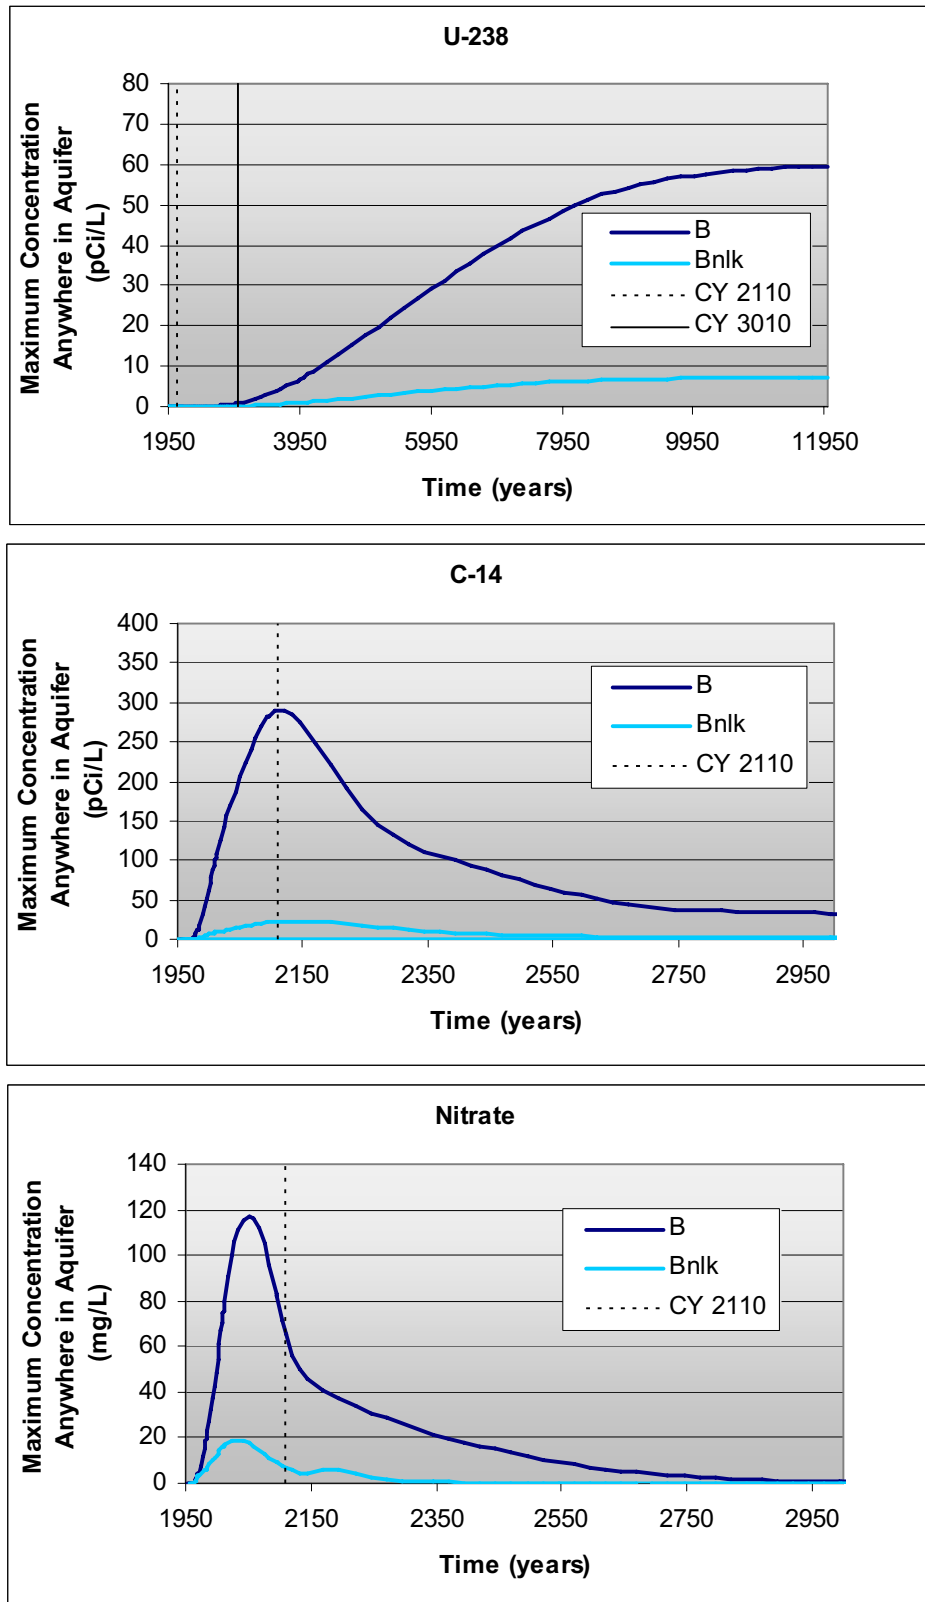 U-238
Maximum Concentration
Anywhere in Aquifer
(pCi/L)
80
70
60
50
40
30
20
10
0
B
Bnlk
CY 2110
CY 3010
1950 3950 5950 7950 9950 11950
Time (years)
C-14
Maximum Concentration
Anywhere in Aquifer
(pCi/L)
400
350
300
250
200
150
100
50
0
B
Bnlk
CY 2110
1950 2150 2350 2550 2750 2950
Time (years)
Nitrate
Maximum Concentration
Anywhere in Aquifer
(mg/L)
140
120
100
80
60
40
20
0
B
Bnlk
CY 2110
1950 2150 2350 2550 2750 2950
Time (years)